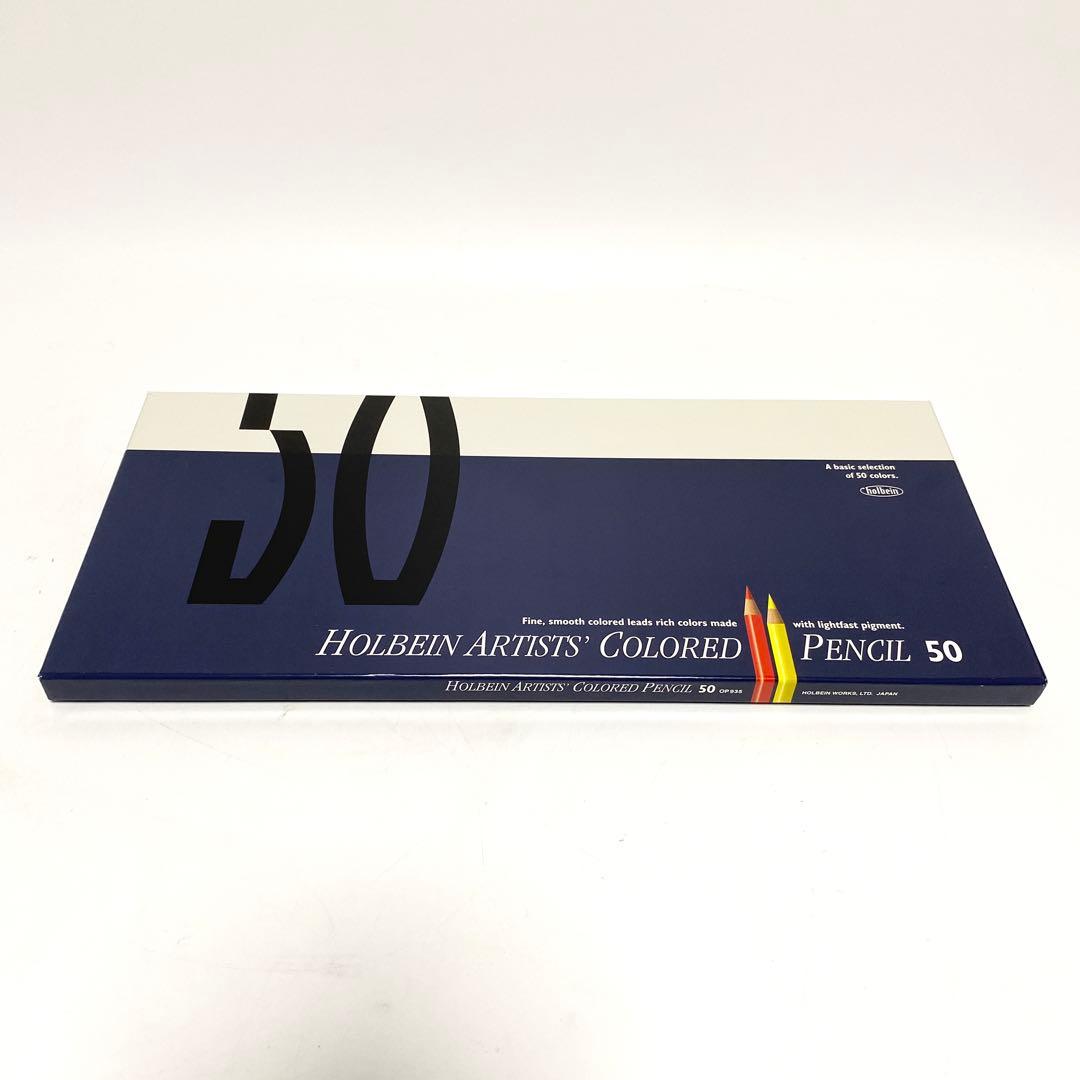 50
A basic selection
of 50 colors.
holbein
Fine, smooth colored leads rich colors made with lightfast pigment.
HOLBEIN ARTISTS' COLORED PENCIL 50
HOLBEIN ARTISTS' COLORED PENCIL 50 OP935 HOLBEIN WORKS, LTD. JAPAN